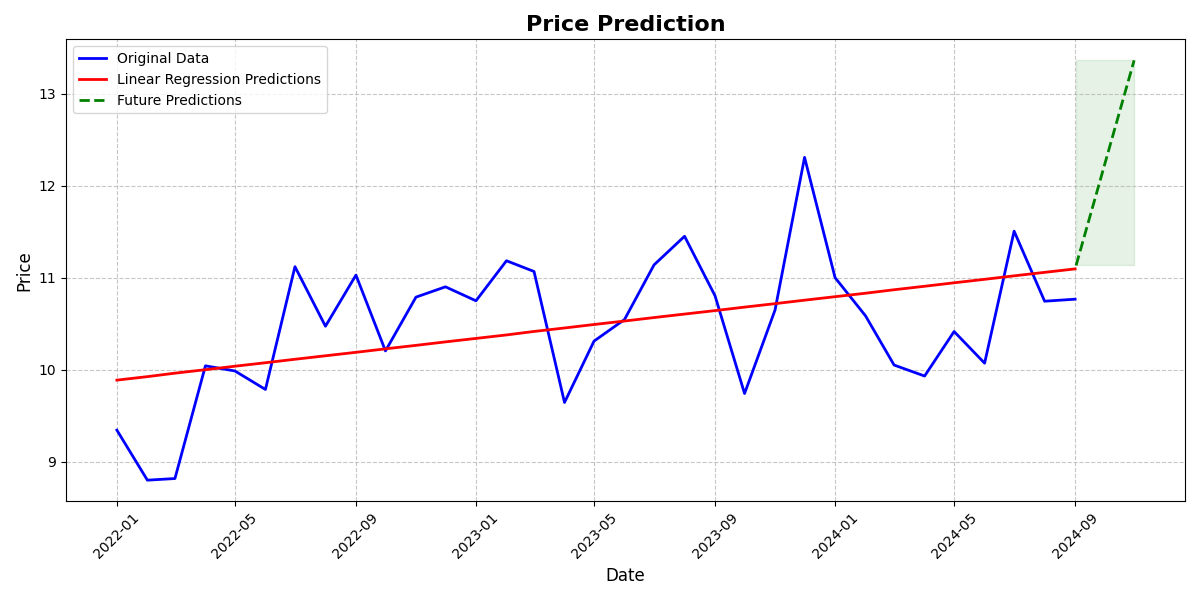 Price Prediction
Original Data
Linear Regression Predictions
Future Predictions
Price
13
12
11
10
9
2022-01
2022-05
2022-09
2023-01
2023-05
2023-09
2024-01
2024-05
2024-09
Date